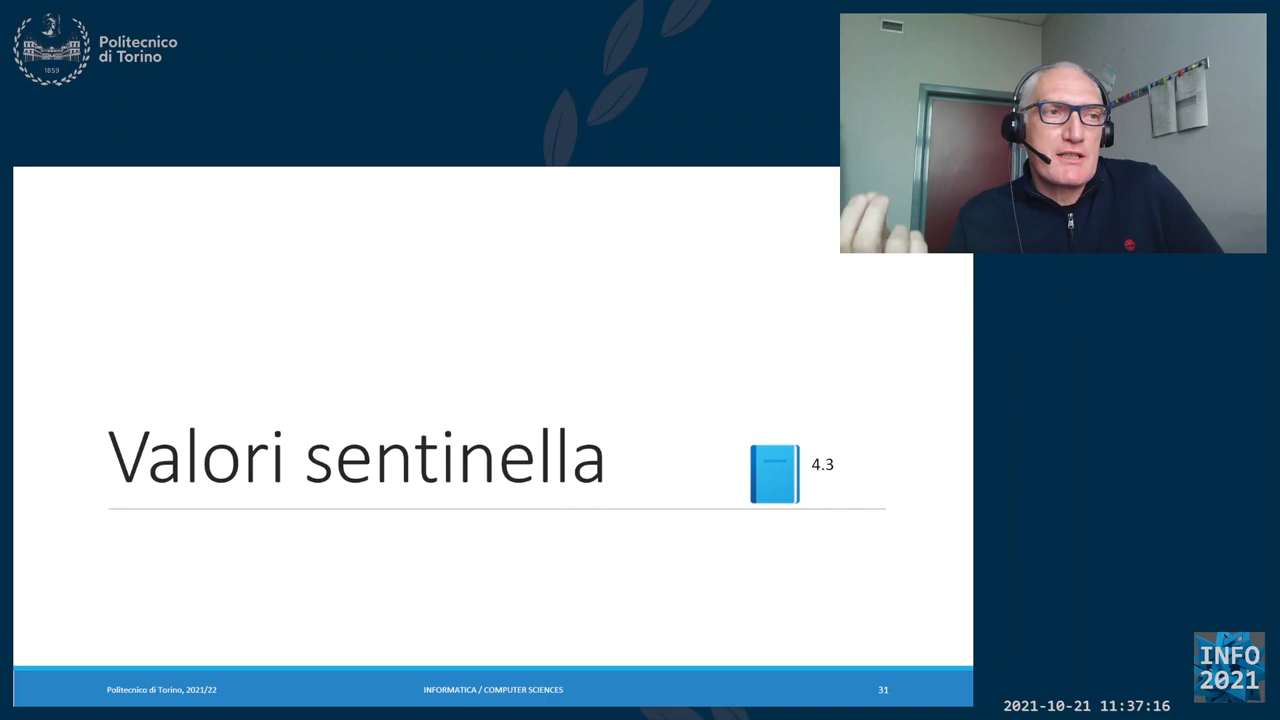 Politecnico
di Torino
1859
Valori sentinella
4.3
Politecnico di Torino, 2021/22
INFORMATICA / COMPUTER SCIENCES
31
INFO
2021
2021-10-21 11:37:16